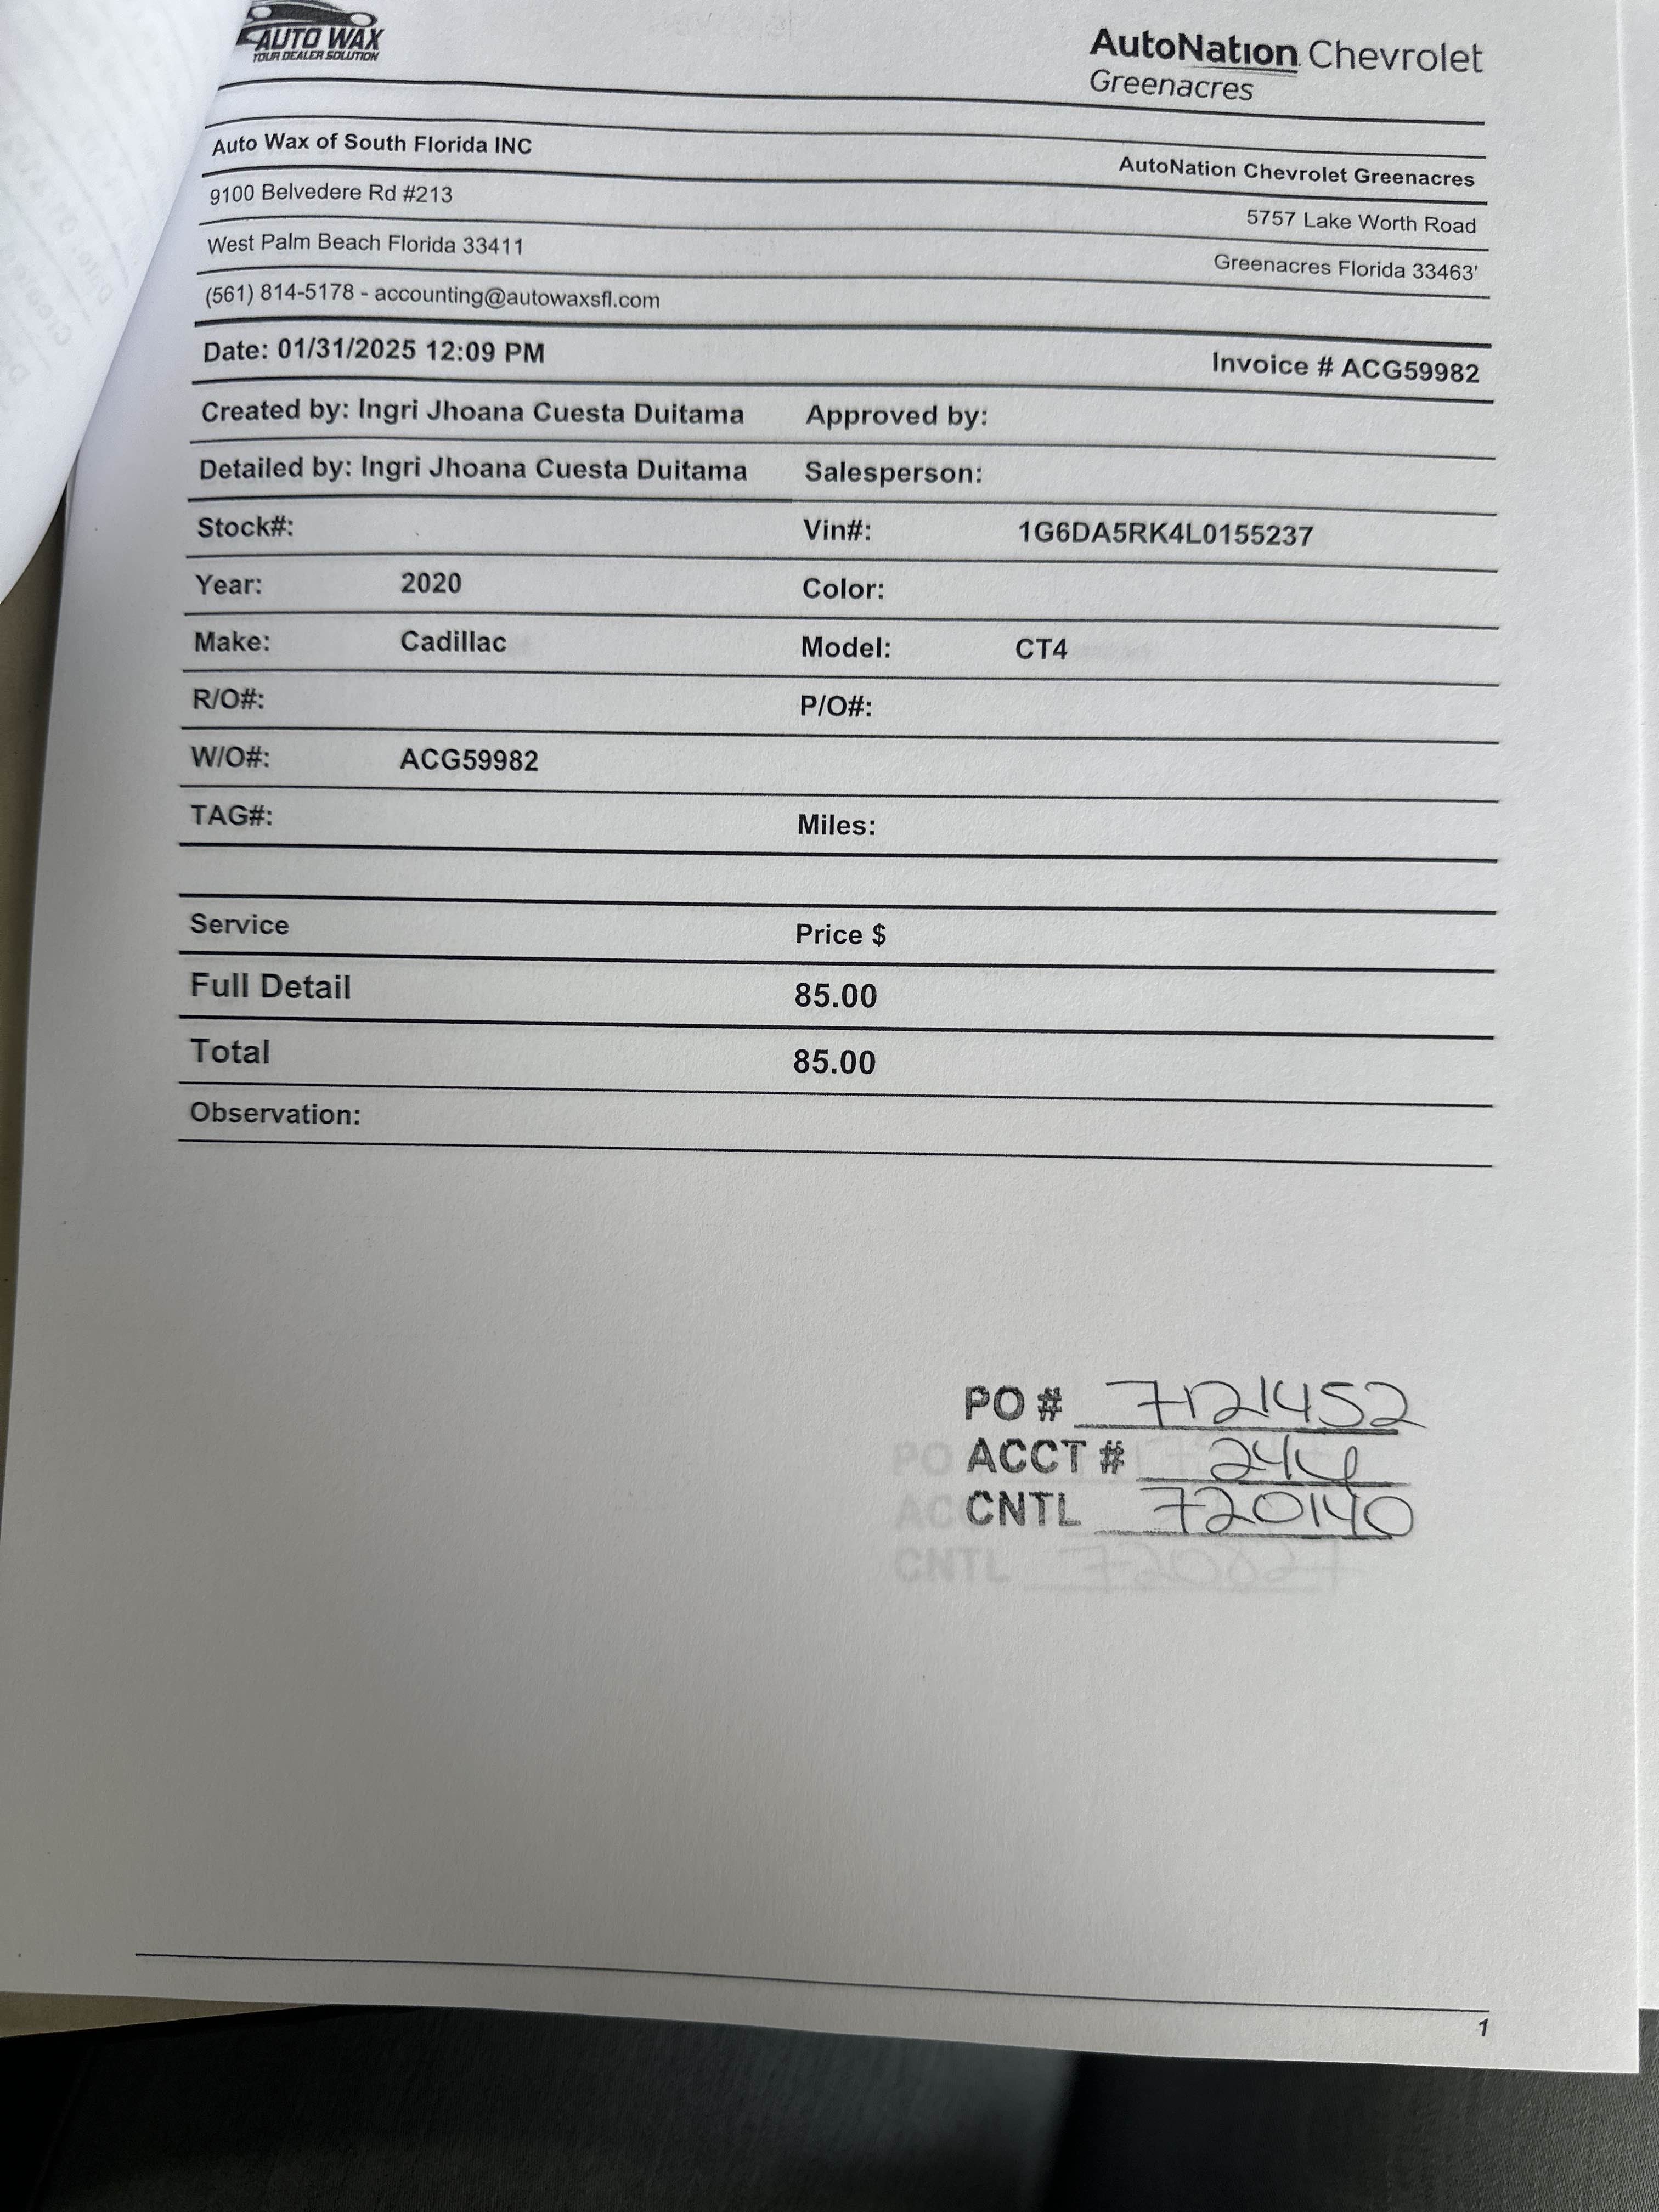 AUTO WAX
YOUR DEALER SOLUTION
AutoNation Chevrolet
Greenacres
Auto Wax of South Florida INC
AutoNation Chevrolet Greenacres
9100 Belvedere Rd #213
5757 Lake Worth Road
West Palm Beach Florida 33411
Greenacres Florida 33463'
(561) 814-5178 - accounting@autowaxsfl.com
Date: 01/31/2025 12:09 PM Invoice # ACG59982
Created by: Ingri Jhoana Cuesta Duitama Approved by:
Detailed by: Ingri Jhoana Cuesta Duitama Salesperson:
Stock#: Vin#: 1G6DA5RK4L0155237
Year: 2020 Color:
Make: Cadillac Model: CT4
R/O#: P/O#:
W/O#: ACG59982
TAG#: Miles:
Service Price $
Full Detail 85.00
Total 85.00
Observation:
PO # 7121452
ACCT # 244
CNTL 720140
CNTL 720827
1